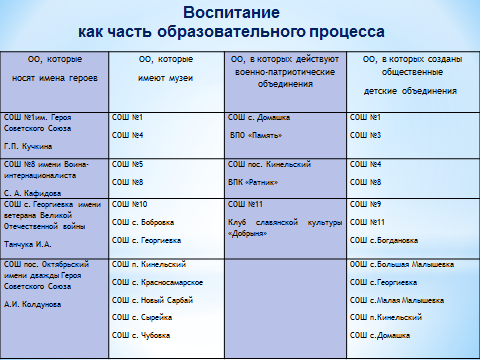 Воспитание
как часть образовательного процесса
ОО, которые
носят имена героев
ОО, которые
имеют музеи
ОО, в которых действуют
военно-патриотические
объединения
ОО, в которых созданы
общественные
детские объединения
СОШ №1им. Героя
Советского Союза
Г.П. Кучкина
СОШ №1
СОШ №4
СОШ с. Домашка
ВПО «Память»
СОШ №1
СОШ №3
СОШ №8 имени Воина-
интернационалиста
С. А. Кафидова
СОШ №5
СОШ №8
СОШ пос. Кинельский
ВПК «Ратник»
СОШ №4
СОШ №8
СОШ с. Георгиевка имени
ветерана Великой
Отечественной войны
Танчука И.А.
СОШ №10
СОШ с. Бобровка
СОШ с. Георгиевка
СОШ №11
Клуб славянской культуры
«Добрыня»
СОШ №9
СОШ №11
СОШ с.Богдановка
СОШ пос. Октябрьский
имени дважды Героя
Советского Союза
А.И. Колдунова
СОШ п. Кинельский
СОШ с. Красносамарское
СОШ с. Новый Сарбай
СОШ с. Сырейка
СОШ с. Чубовка
ООШ с.Большая Малышевка
СОШ с.Георгиевка
СОШ с.Малая Малышевка
СОШ п.Кинельский
СОШ с.Домашка